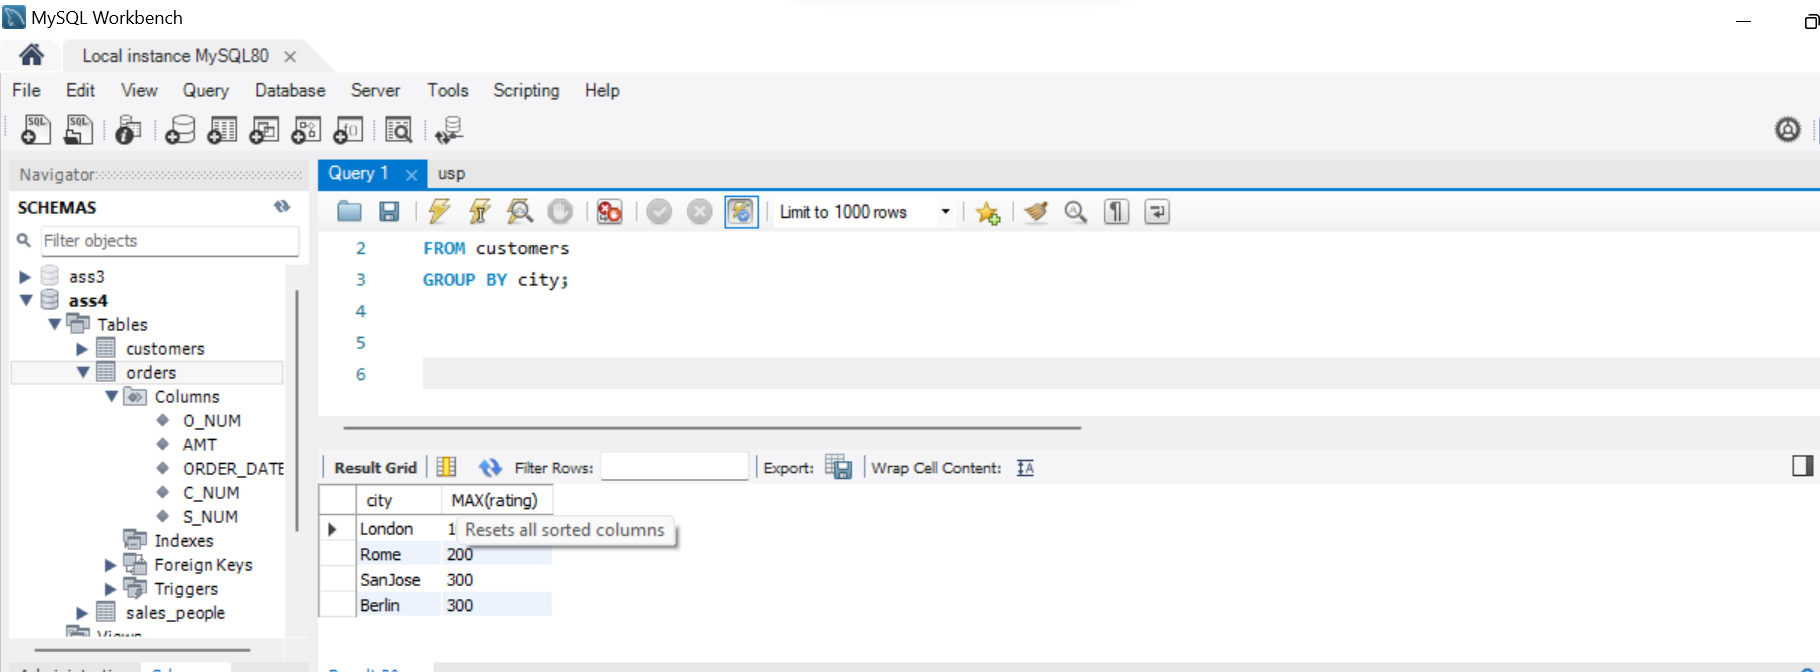 MySQL Workbench
Local instance MySQL80
File Edit View Query Database Server Tools Scripting Help
Navigator
Query 1 usp
SCHEMAS
Limit to 1000 rows
Filter objects
2 FROM customers
3 GROUP BY city;
4
5
6
ass3
ass4
Tables
customers
orders
Columns
O_NUM
AMT
ORDER_DATE
C_NUM
S_NUM
Indexes
Foreign Keys
Triggers
sales_people
Views
Result Grid Filter Rows: Export: Wrap Cell Content:
city MAX(rating)
London 1
Resets all sorted columns
Rome 200
SanJose 300
Berlin 300